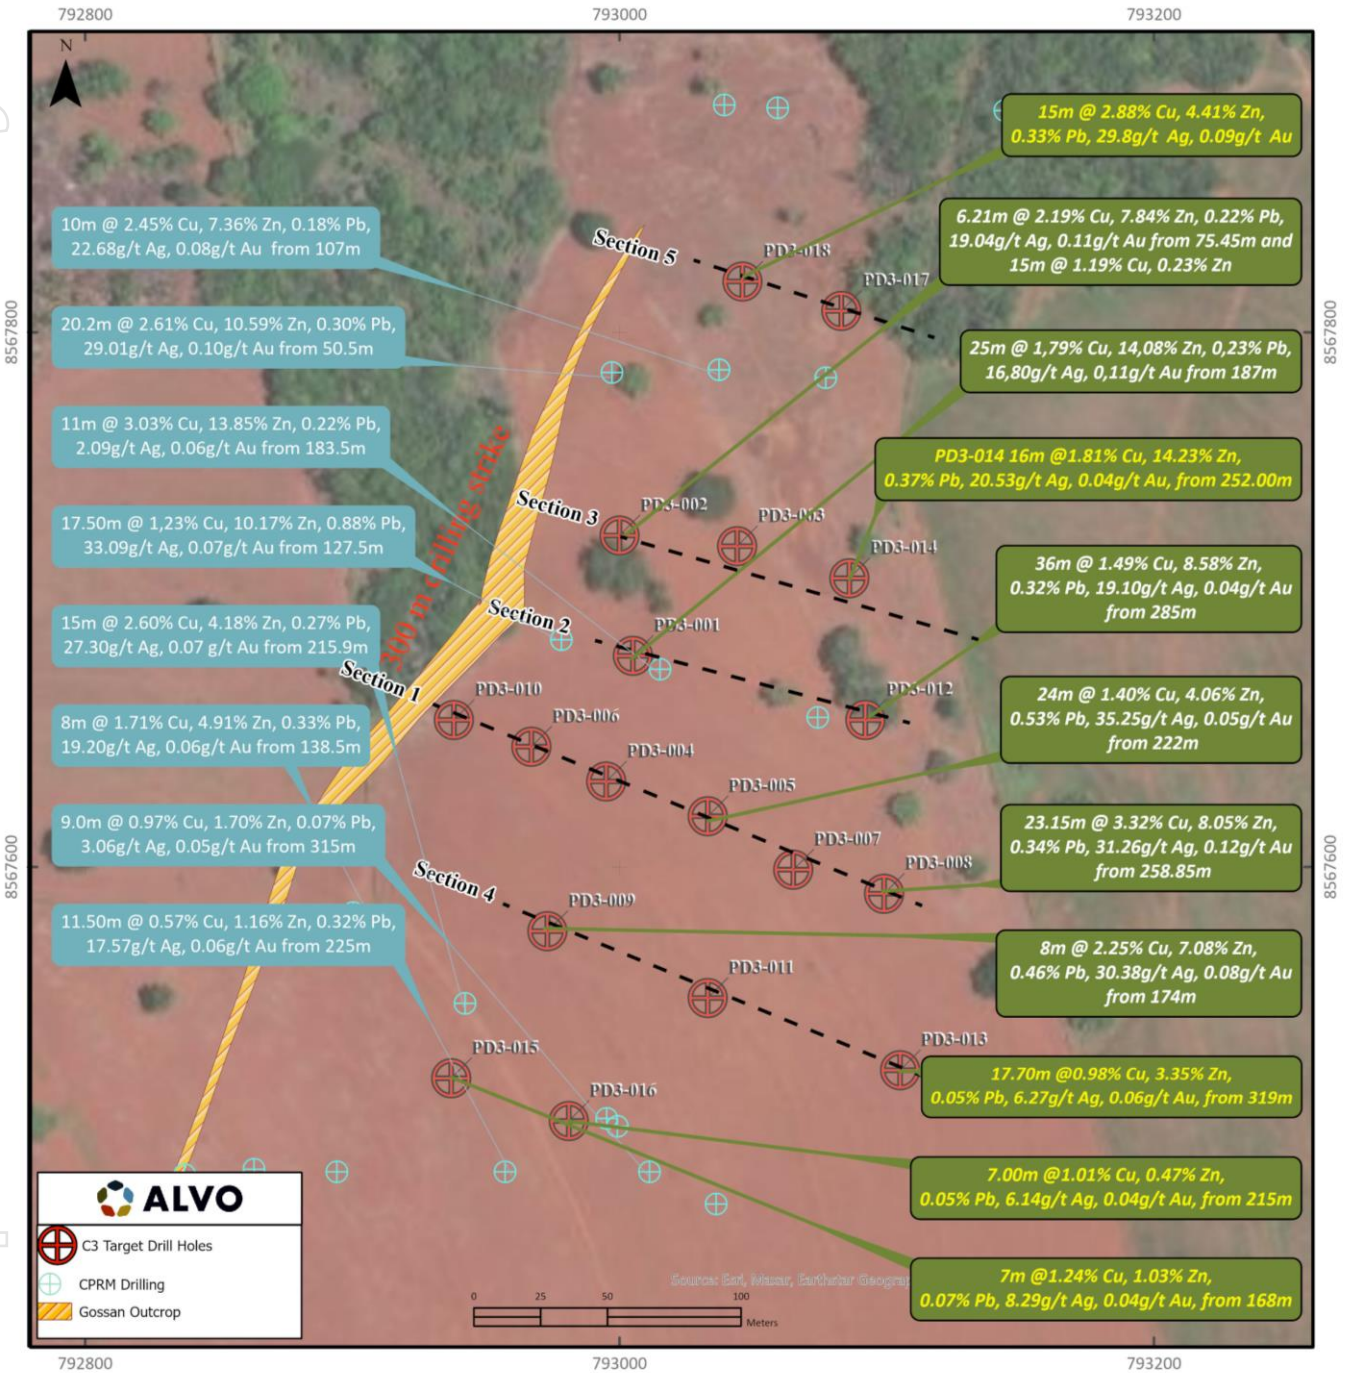 792800
793000
793200
N
15m @ 2.88% Cu, 4.41% Zn,
0.33% Pb, 29.8g/t Ag, 0.09g/t Au
10m @ 2.45% Cu, 7.36% Zn, 0.18% Pb,
22.68g/t Ag, 0.08g/t Au from 107m
6.21m @ 2.19% Cu, 7.84% Zn, 0.22% Pb,
19.04g/t Ag, 0.11g/t Au from 75.45m and
15m @ 1.19% Cu, 0.23% Zn
Section 5
PD3-018
PD3-017
8567800
8567800
20.2m @ 2.61% Cu, 10.59% Zn, 0.30% Pb,
29.01g/t Ag, 0.10g/t Au from 50.5m
25m @ 1,79% Cu, 14,08% Zn, 0,23% Pb,
16,80g/t Ag, 0,11g/t Au from 187m
11m @ 3.03% Cu, 13.85% Zn, 0.22% Pb,
2.09g/t Ag, 0.06g/t Au from 183.5m
PD3-014 16m @1.81% Cu, 14.23% Zn,
0.37% Pb, 20.53g/t Ag, 0.04g/t Au, from 252.00m
300 m drilling strike
Section 3
PD3-002
PD3-003
PD3-014
17.50m @ 1,23% Cu, 10.17% Zn, 0.88% Pb,
33.09g/t Ag, 0.07g/t Au from 127.5m
36m @ 1.49% Cu, 8.58% Zn,
0.32% Pb, 19.10g/t Ag, 0.04g/t Au
from 285m
Section 2
PD3-001
PD3-012
15m @ 2.60% Cu, 4.18% Zn, 0.27% Pb,
27.30g/t Ag, 0.07 g/t Au from 215.9m
Section 1
PD3-010
PD3-006
PD3-004
PD3-005
PD3-007
PD3-008
24m @ 1.40% Cu, 4.06% Zn,
0.53% Pb, 35.25g/t Ag, 0.05g/t Au
from 222m
8m @ 1.71% Cu, 4.91% Zn, 0.33% Pb,
19.20g/t Ag, 0.06g/t Au from 138.5m
23.15m @ 3.32% Cu, 8.05% Zn,
0.34% Pb, 31.26g/t Ag, 0.12g/t Au
from 258.85m
9.0m @ 0.97% Cu, 1.70% Zn, 0.07% Pb,
3.06g/t Ag, 0.05g/t Au from 315m
8567600
8567600
Section 4
PD3-009
PD3-011
PD3-013
11.50m @ 0.57% Cu, 1.16% Zn, 0.32% Pb,
17.57g/t Ag, 0.06g/t Au from 225m
8m @ 2.25% Cu, 7.08% Zn,
0.46% Pb, 30.38g/t Ag, 0.08g/t Au
from 174m
PD3-015
PD3-016
17.70m @0.98% Cu, 3.35% Zn,
0.05% Pb, 6.27g/t Ag, 0.06g/t Au, from 319m
7.00m @1.01% Cu, 0.47% Zn,
0.05% Pb, 6.14g/t Ag, 0.04g/t Au, from 215m
7m @1.24% Cu, 1.03% Zn,
0.07% Pb, 8.29g/t Ag, 0.04g/t Au, from 168m
ALVO
C3 Target Drill Holes
CPRM Drilling
Gossan Outcrop
Source: Esri, Maxar, Earthstar Geograp
0 25 50 100
Meters
792800
793000
793200